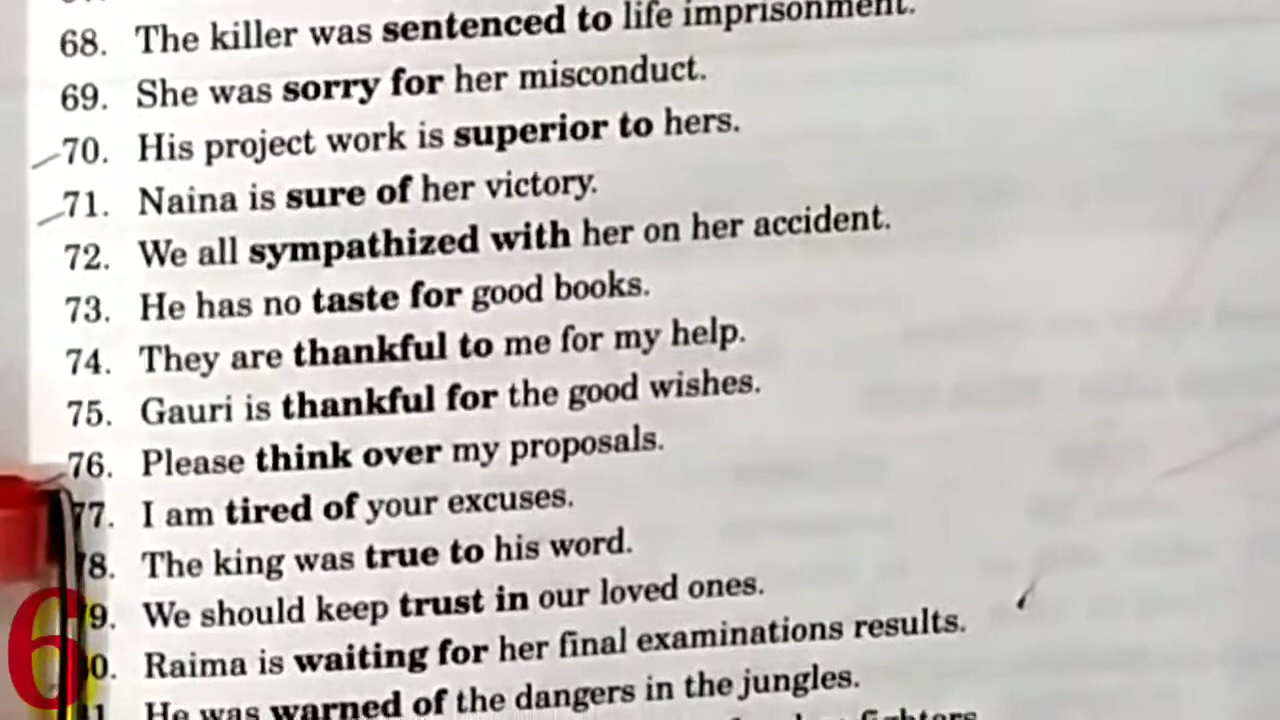 68. The killer was sentenced to life imprisonment.
69. She was sorry for her misconduct.
70. His project work is superior to hers.
71. Naina is sure of her victory.
72. We all sympathized with her on her accident.
73. He has no taste for good books.
74. They are thankful to me for my help.
75. Gauri is thankful for the good wishes.
76. Please think over my proposals.
77. I am tired of your excuses.
78. The king was true to his word.
79. We should keep trust in our loved ones.
80. Raima is waiting for her final examinations results.
81. He was warned of the dangers in the jungles.
fighters
6